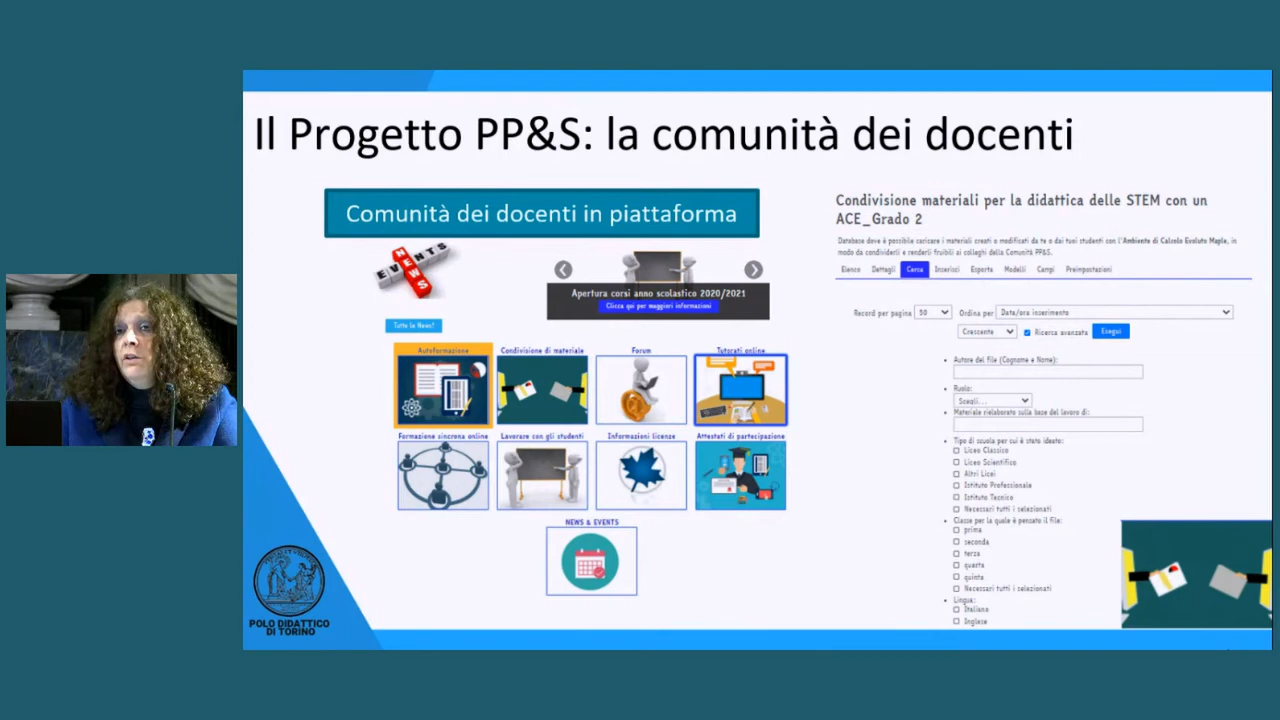 Il Progetto PP&S: la comunità dei docenti
Comunità dei docenti in piattaforma
EVENTS
NEWS
Apertura corsi anno scolastico 2020/2021
Clicca qui per maggiori informazioni
Tutte le News!
Autoformazione
Condivisione di materiale
Forum
Tutorati online
Formazione sincrona online
Lavorare con gli studenti
Informazioni licenze
Attestati di partecipazione
NEWS & EVENTS
Condivisione materiali per la didattica delle STEM con un
ACE_Grado 2
Database dove è possibile caricare i materiali creati o modificati da te o dai tuoi studenti con l'Ambiente di Calcolo Evoluto Maple, in
modo da condividerli e renderli fruibili ai colleghi della Comunità PP&S.
Elenco Dettagli Cerca Inserisci Esporta Modelli Campi Preimpostazioni
Record per pagina 50 Ordina per Data/ora inserimento
Crescente Ricerca avanzata Esegui
Autore del file (Cognome e Nome):
Ruolo:
Scegli...
Materiale rielaborato sulla base del lavoro di:
Tipo di scuola per cui è stato ideato:
Liceo Classico
Liceo Scientifico
Altri Licei
Istituto Professionale
Istituto Tecnico
Necessari tutti i selezionati
Classe per la quale è pensato il file:
prima
seconda
terza
quarta
quinta
Necessari tutti i selezionati
Lingua:
Italiano
Inglese
POLO DIDATTICO
DI TORINO